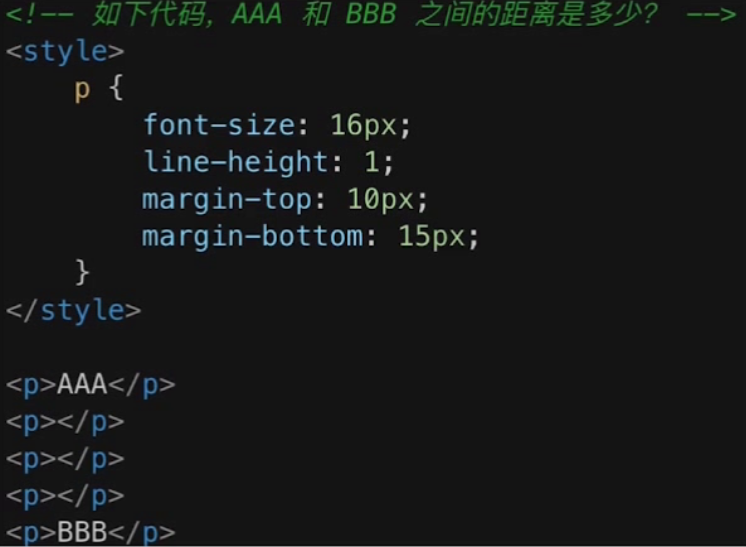 <!-- 如下代码, AAA 和 BBB 之间的距离是多少? -->
<style>
    p {
        font-size: 16px;
        line-height: 1;
        margin-top: 10px;
        margin-bottom: 15px;
    }
</style>

<p>AAA</p>
<p></p>
<p></p>
<p></p>
<p>BBB</p>